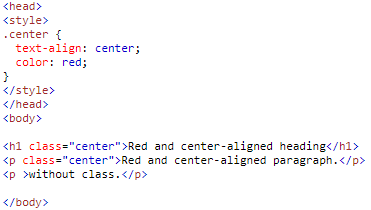 <head>
<style>
.center {
  text-align: center;
  color: red;
}
</style>
</head>
<body>

<h1 class="center">Red and center-aligned heading</h1>
<p class="center">Red and center-aligned paragraph.</p>
<p >without class.</p>

</body>